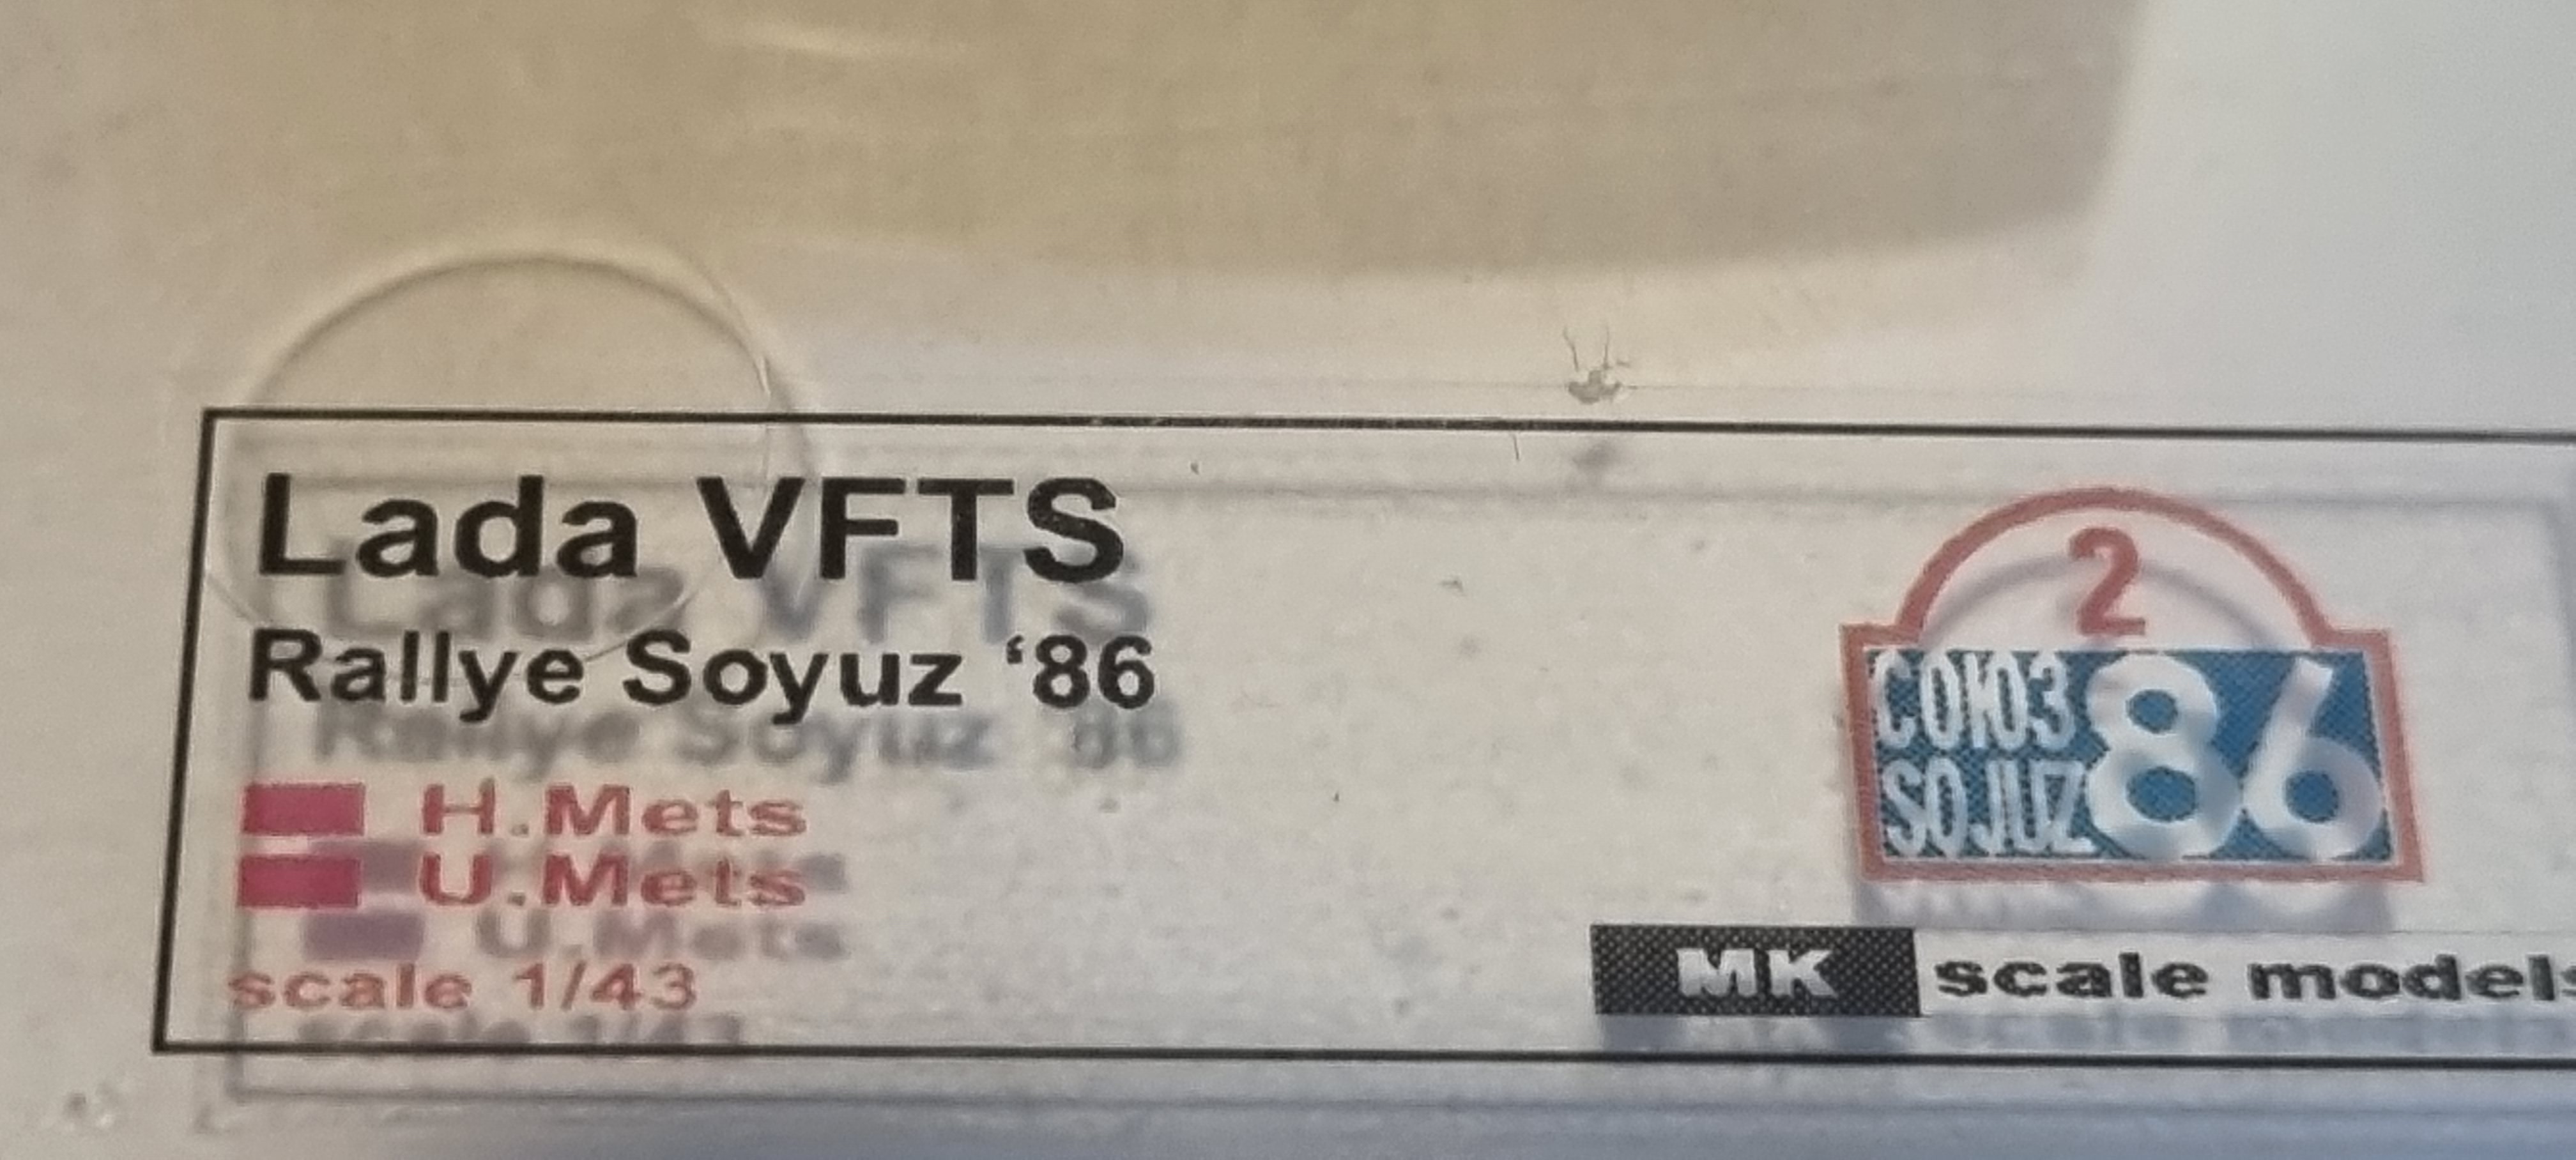 Lada VFTS
Rallye Soyuz ‘86
H.Mets
U.Mets
scale 1/43
2
СОЮЗ
SOJUZ
86
MK scale models